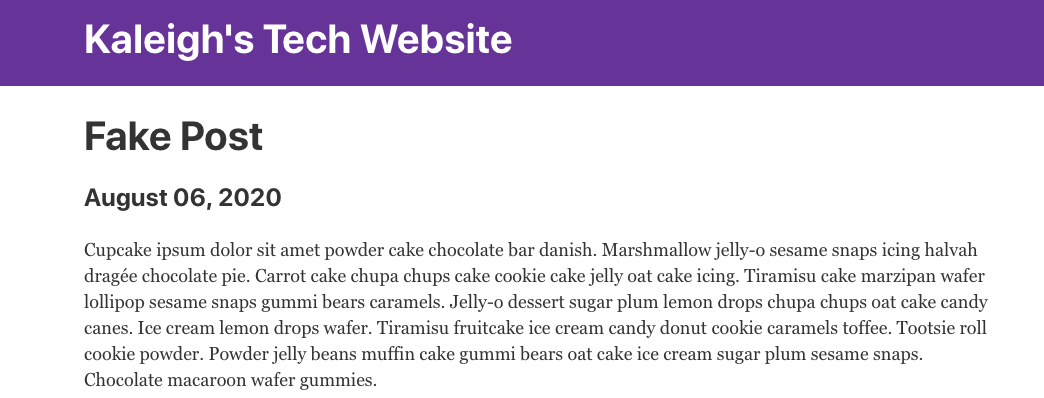 Kaleigh's Tech Website
Fake Post
August 06, 2020
Cupcake ipsum dolor sit amet powder cake chocolate bar danish. Marshmallow jelly-o sesame snaps icing halvah
dragée chocolate pie. Carrot cake chupa chups cake cookie cake jelly oat cake icing. Tiramisu cake marzipan wafer
lollipop sesame snaps gummi bears caramels. Jelly-o dessert sugar plum lemon drops chupa chups oat cake candy
canes. Ice cream lemon drops wafer. Tiramisu fruitcake ice cream candy donut cookie caramels toffee. Tootsie roll
cookie powder. Powder jelly beans muffin cake gummi bears oat cake ice cream sugar plum sesame snaps.
Chocolate macaroon wafer gummies.